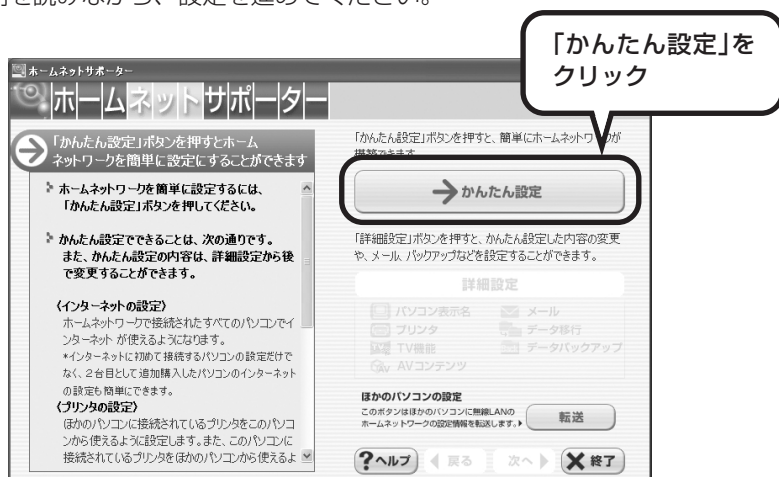 を読みながら、設定を進めてください。
「かんたん設定」を
クリック
ホームネットサポーター
ホームネットサポーター
「かんたん設定」ボタンを押すとホーム
ネットワークを簡単に設定にすることができます
ホームネットワークを簡単に設定するには、
「かんたん設定」ボタンを押してください。
かんたん設定でできることは、次の通りです。
また、かんたん設定の内容は、詳細設定から後
で変更することができます。
〈インターネットの設定〉
ホームネットワークで接続されたすべてのパソコンでイ
ンターネット が使えるようになります。
*インターネットに初めて接続するパソコンの設定だけで
なく、2台目として追加購入したパソコンのインターネット
の設定も簡単にできます。
〈プリンタの設定〉
ほかのパソコンに接続されているプリンタをこのパソコ
ンから使えるように設定します。また、このパソコンに
接続されているプリンタをほかのパソコンから使えるよ
「かんたん設定」ボタンを押すと、簡単にホームネットワークが
構築できます。
かんたん設定
「詳細設定」ボタンを押すと、かんたん設定した内容の変更
や、メール、バックアップなどを設定することができます。
詳細設定
パソコン表示名
メール
プリンタ
データ移行
TV機能
データバックアップ
AVコンテンツ
ほかのパソコンの設定
このボタンはほかのパソコンに無線LANの
ホームネットワークの設定情報を転送します。
転送
ヘルプ
戻る
次へ
終了